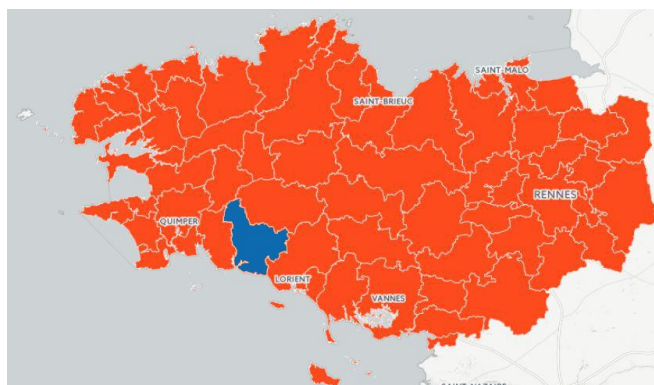 SAINT-MALO
SAINT-BRIEUC
RENNES
QUIMPER
LORIENT
VANNES